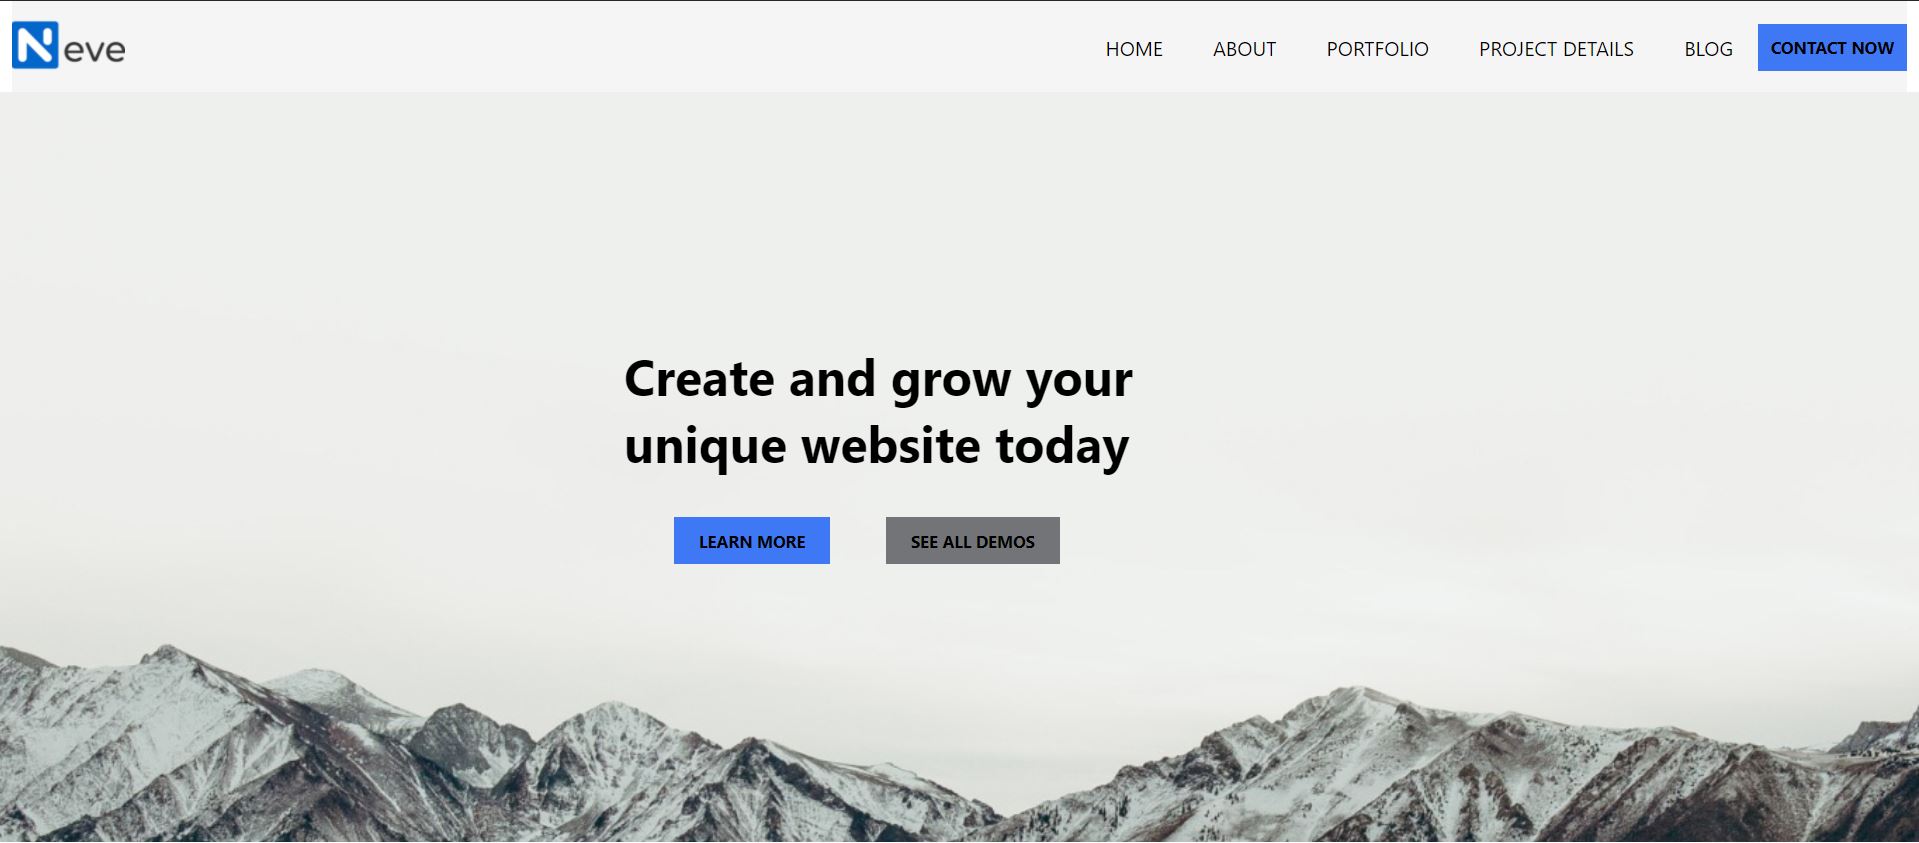 Neve
HOME ABOUT PORTFOLIO PROJECT DETAILS BLOG CONTACT NOW
Create and grow your
unique website today
LEARN MORE SEE ALL DEMOS